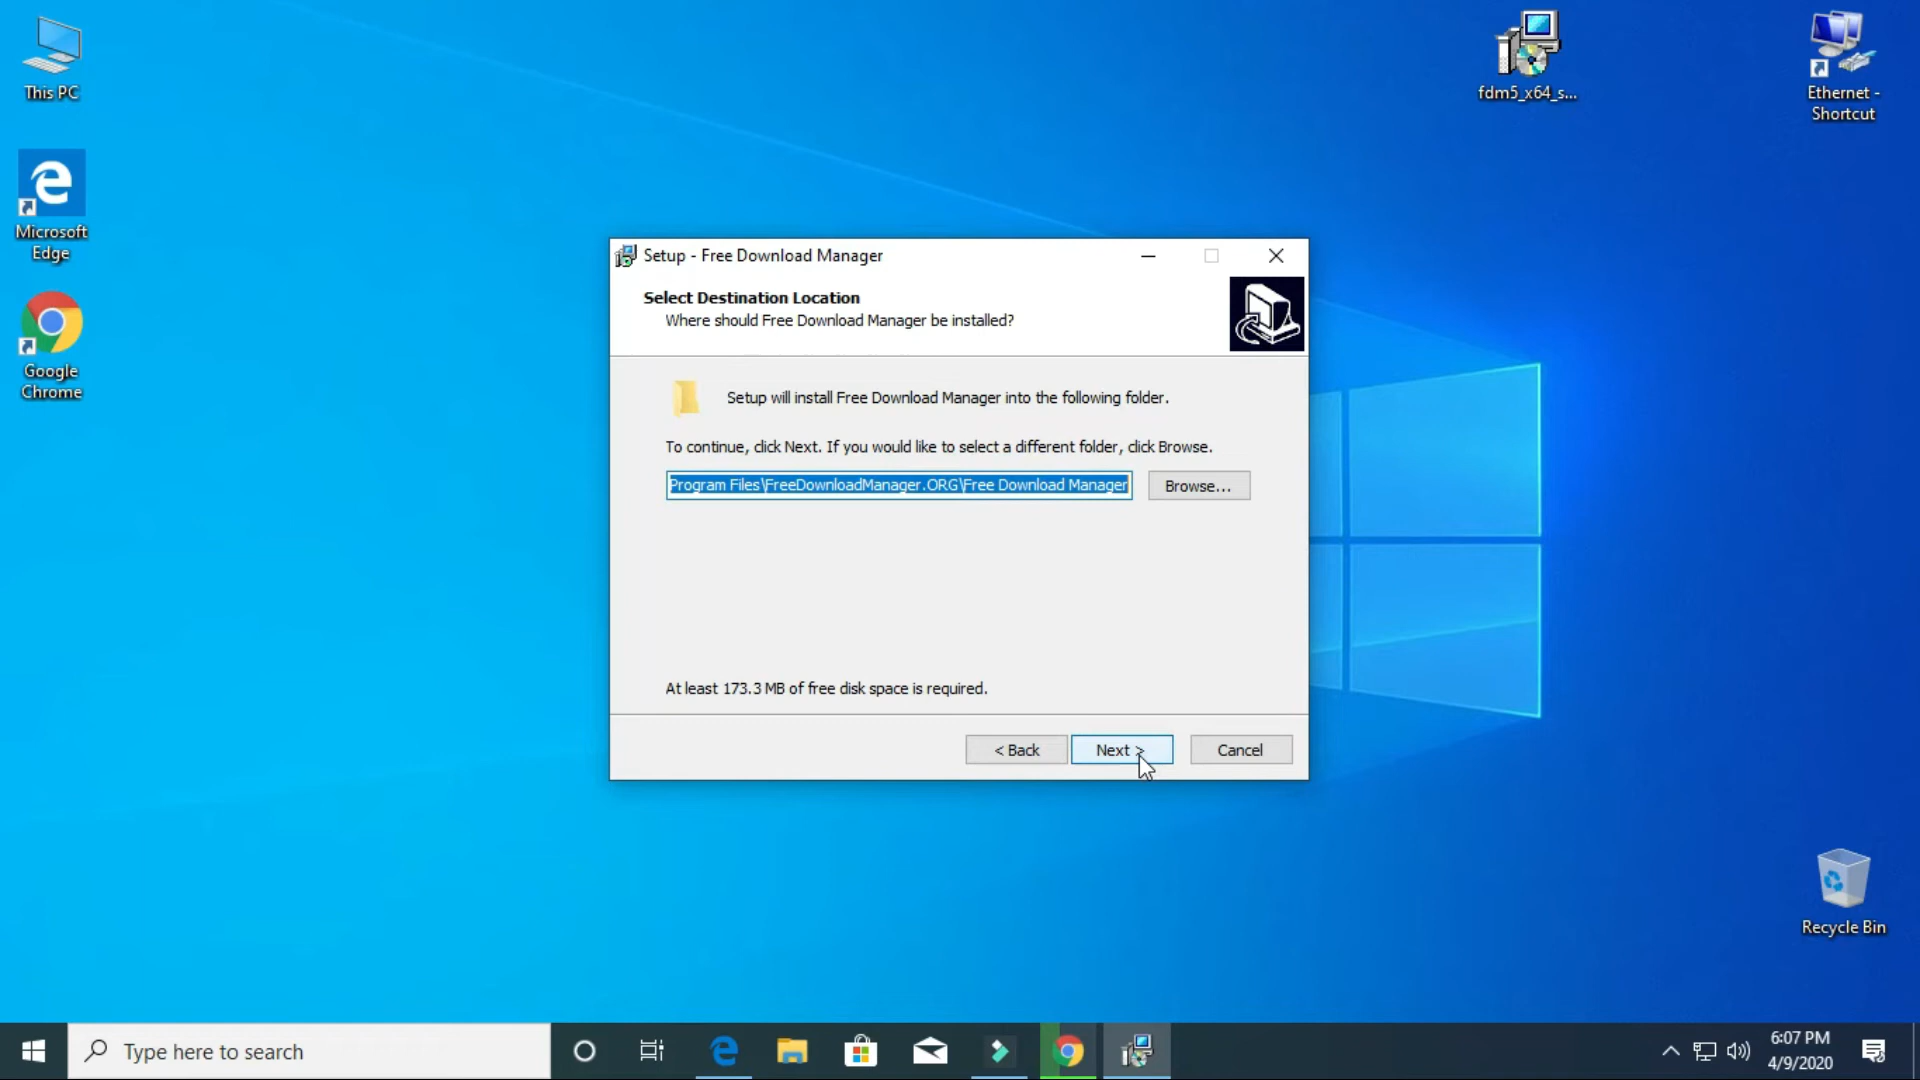 This PC
Microsoft
Edge
Google
Chrome
fdm5_x64_s...
Ethernet -
Shortcut
Setup - Free Download Manager
Select Destination Location
Where should Free Download Manager be installed?
Setup will install Free Download Manager into the following folder.
To continue, click Next. If you would like to select a different folder, click Browse.
Program Files\FreeDownloadManager.ORG\Free Download Manager
Browse...
At least 173.3 MB of free disk space is required.
< Back
Next >
Cancel
Recycle Bin
Type here to search
6:07 PM
4/9/2020